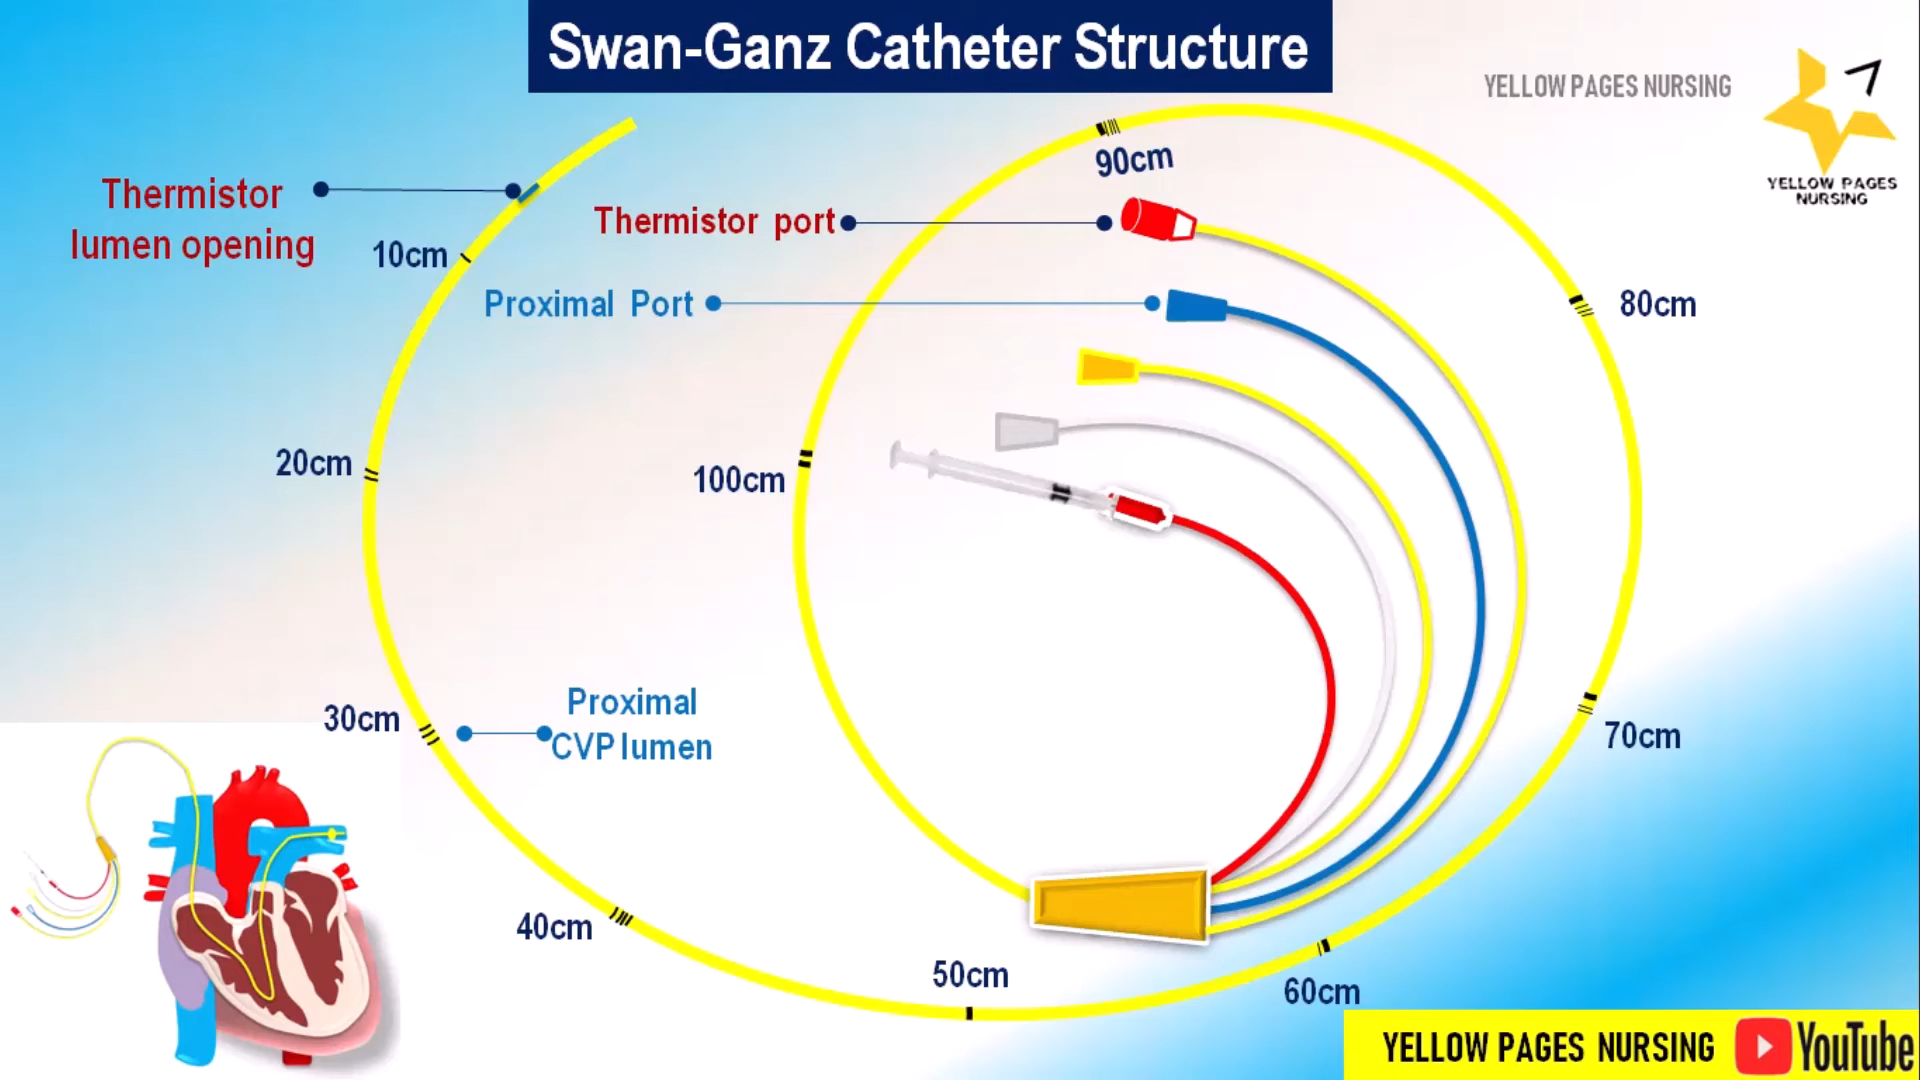 Swan-Ganz Catheter Structure
YELLOW PAGES NURSING
YELLOW PAGES
NURSING
90cm
Thermistor
lumen opening
Thermistor port
10cm
Proximal Port
80cm
20cm
100cm
Proximal
CVP lumen
30cm
70cm
40cm
50cm
60cm
YELLOW PAGES NURSING YouTube